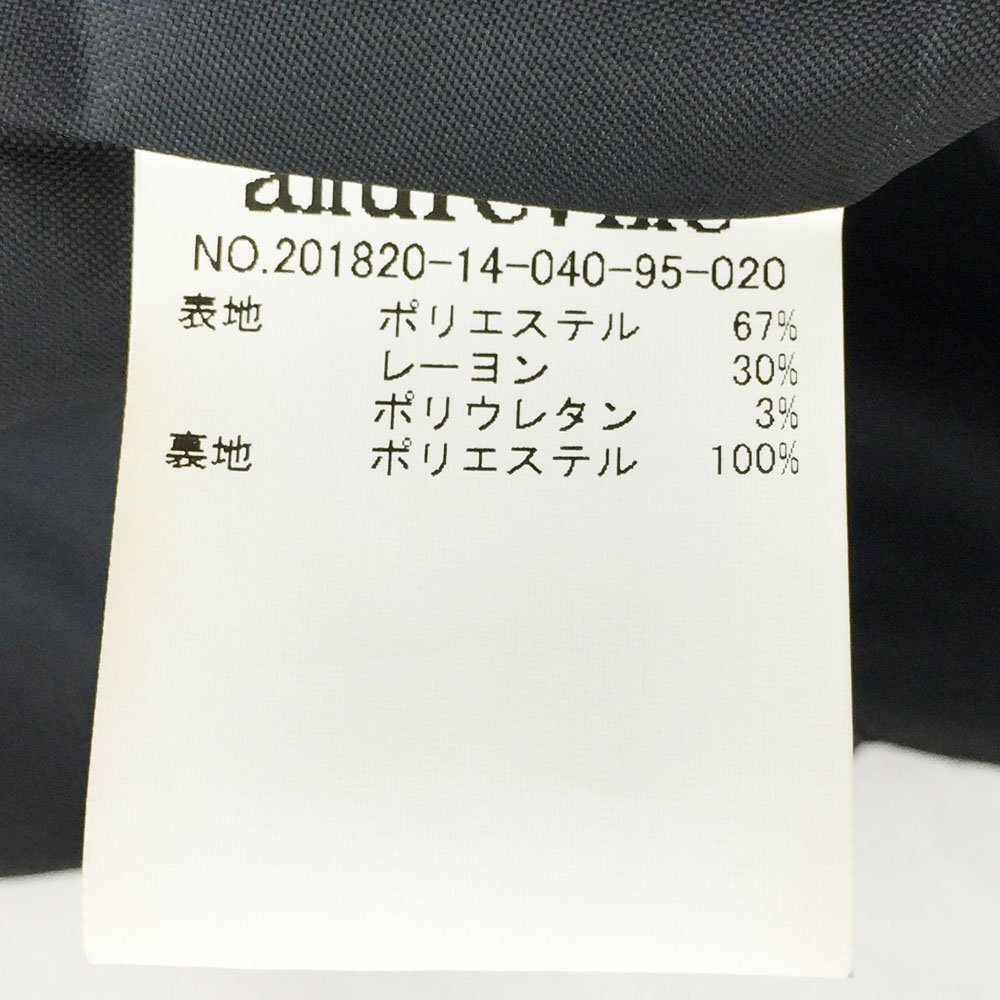 allureville
NO.201820-14-040-95-020
表地 ポリエステル 67%
レーヨン 30%
ポリウレタン 3%
裏地 ポリエステル 100%